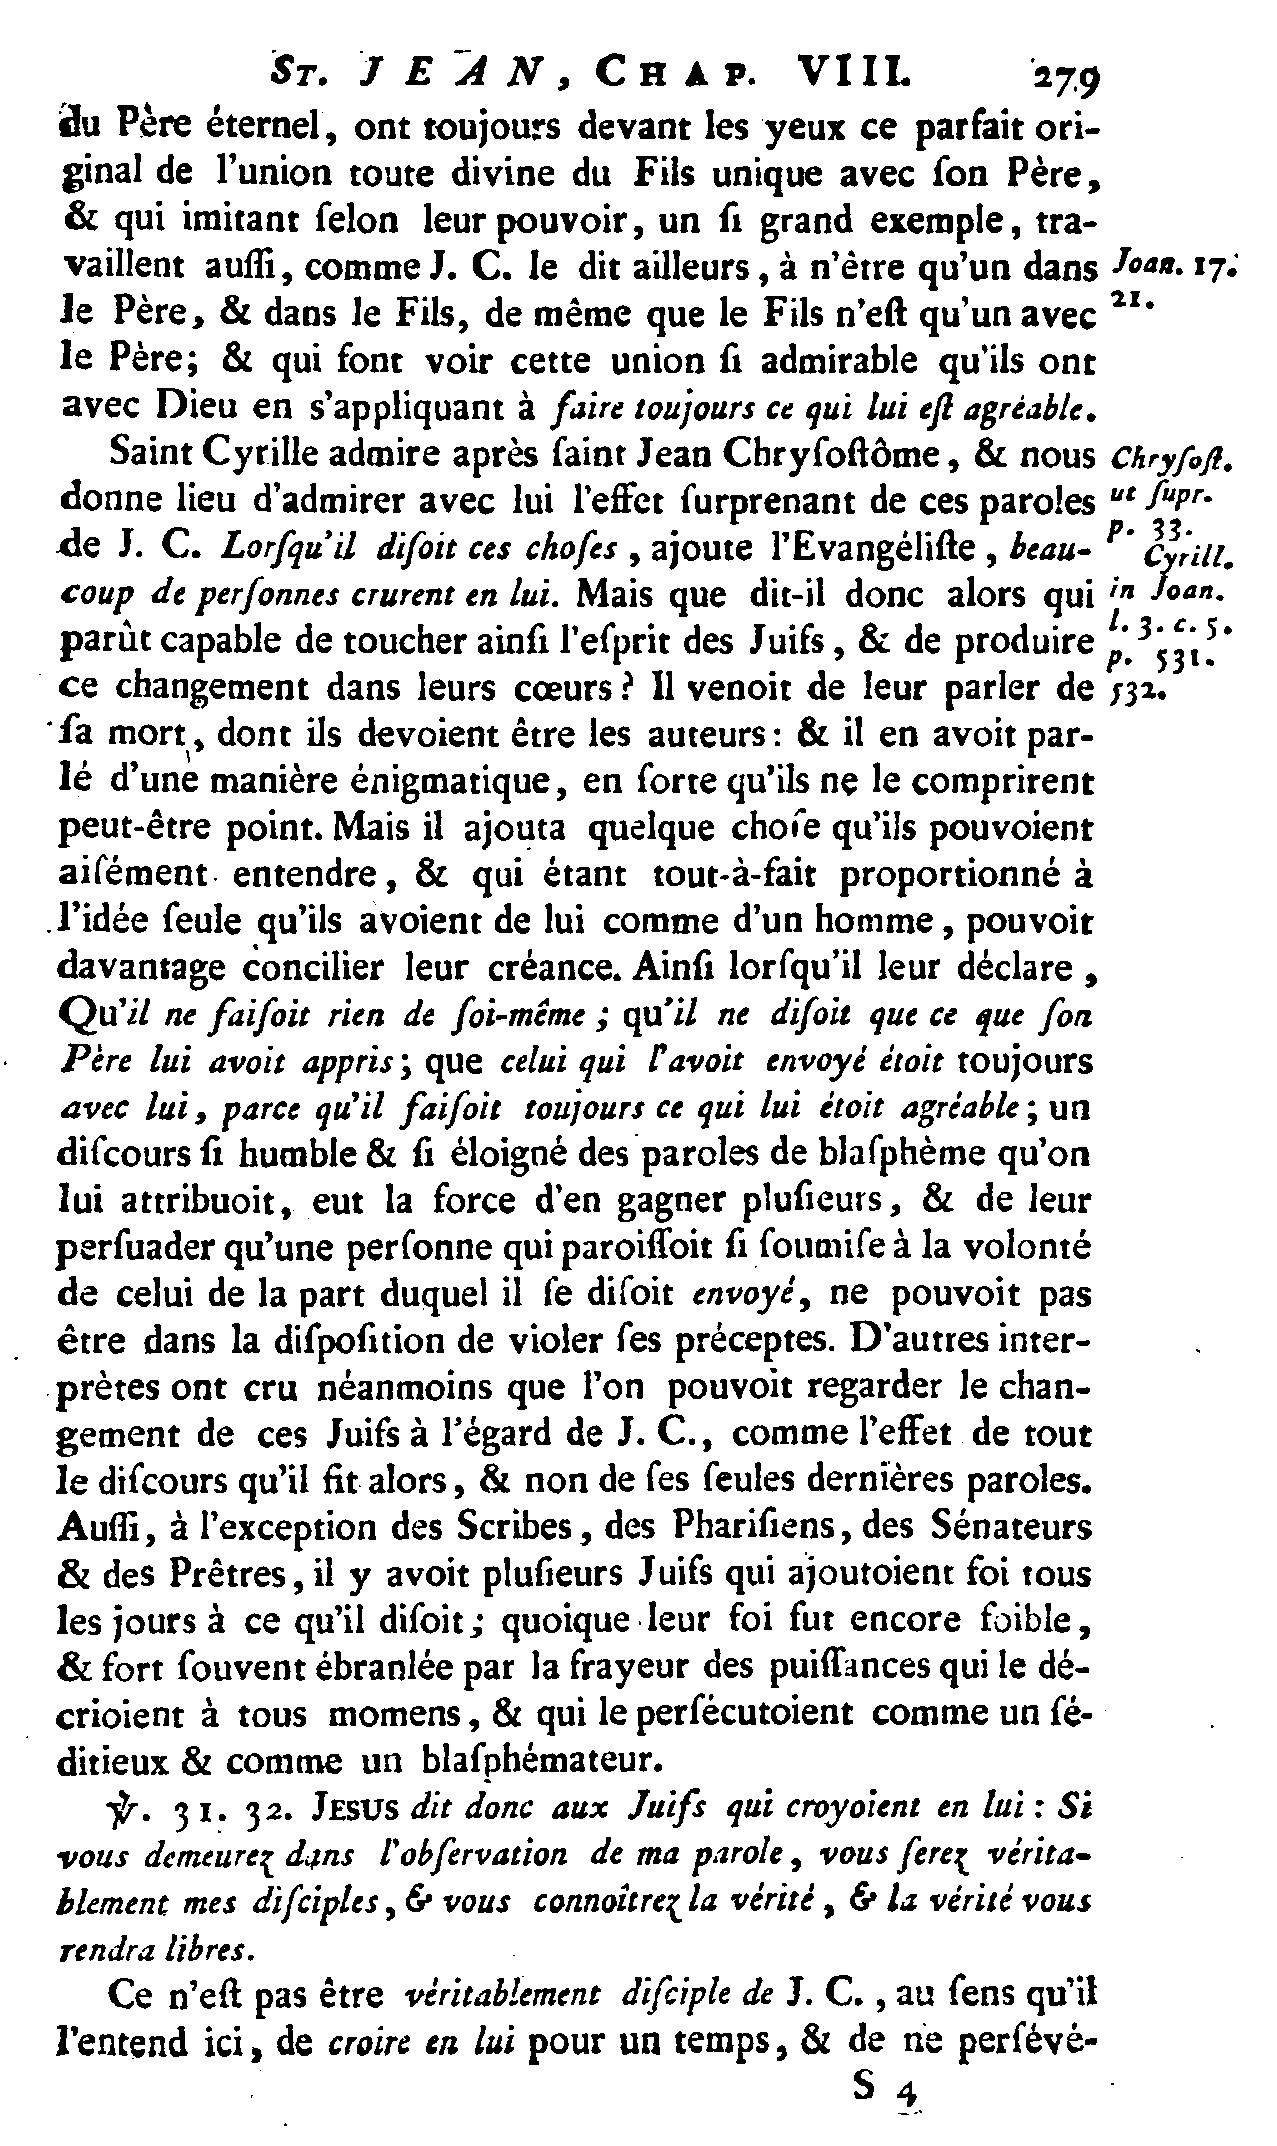 ST. JEAN, CHAP. VIII. 279
du Père éternel, ont toujours devant les yeux ce parfait ori-
ginal de l'union toute divine du Fils unique avec ſon Père,
& qui imitant ſelon leur pouvoir, un ſi grand exemple, tra-
vaillent auſſi, comme J. C. le dit ailleurs, à n'être qu'un dans
Joan. 17.
le Père, & dans le Fils, de même que le Fils n'eſt qu'un avec
21.
le Père; & qui font voir cette union ſi admirable qu'ils ont
avec Dieu en s'appliquant à faire toujours ce qui lui eſt agréable.
Saint Cyrille admire après ſaint Jean Chryſoſtôme, & nous
Chryſoſt.
donne lieu d'admirer avec lui l'effet ſurprenant de ces paroles
ut ſupr.
de J. C. Lorſqu'il diſoit ces choſes, ajoute l'Evangéliſte, beau-
p. 33.
Cyrill.
coup de perſonnes crurent en lui. Mais que dit-il donc alors qui
in Joan.
parût capable de toucher ainſi l'eſprit des Juifs, & de produire
l. 3. c. 5.
p. 531.
ce changement dans leurs cœurs? Il venoit de leur parler de
532.
ſa mort, dont ils devoient être les auteurs: & il en avoit par-
lé d'une manière énigmatique, en ſorte qu'ils ne le comprirent
peut-être point. Mais il ajouta quelque choſe qu'ils pouvoient
aiſément entendre, & qui étant tout-à-fait proportionné à
l'idée ſeule qu'ils avoient de lui comme d'un homme, pouvoit
davantage concilier leur créance. Ainſi lorſqu'il leur déclare,
Qu'il ne faiſoit rien de ſoi-même; qu'il ne diſoit que ce que ſon
Père lui avoit appris; que celui qui l'avoit envoyé étoit toujours
avec lui, parce qu'il faiſoit toujours ce qui lui étoit agréable; un
diſcours ſi humble & ſi éloigné des paroles de blaſphème qu'on
lui attribuoit, eut la force d'en gagner pluſieurs, & de leur
perſuader qu'une perſonne qui paroiſſoit ſi ſoumiſe à la volonté
de celui de la part duquel il ſe diſoit envoyé, ne pouvoit pas
être dans la diſpoſition de violer ſes préceptes. D'autres inter-
prètes ont cru néanmoins que l'on pouvoit regarder le chan-
gement de ces Juifs à l'égard de J. C., comme l'effet de tout
le diſcours qu'il fit alors, & non de ſes ſeules dernières paroles.
Auſſi, à l'exception des Scribes, des Phariſiens, des Sénateurs
& des Prêtres, il y avoit pluſieurs Juifs qui ajoutoient foi tous
les jours à ce qu'il diſoit; quoique leur foi fut encore foible,
& fort ſouvent ébranlée par la frayeur des puiſſances qui le dé-
crioient à tous momens, & qui le perſécutoient comme un ſé-
ditieux & comme un blaſphémateur.
℣. 31. 32. JESUS dit donc aux Juifs qui croyoient en lui: Si
vous demeurez dans l'obſervation de ma parole, vous ſerez vérita-
blement mes diſciples, & vous connoîtrez la vérité, & la vérité vous
rendra libres.
Ce n'eſt pas être véritablement diſciple de J. C., au ſens qu'il
l'entend ici, de croire en lui pour un temps, & de ne perſévé-
S 4